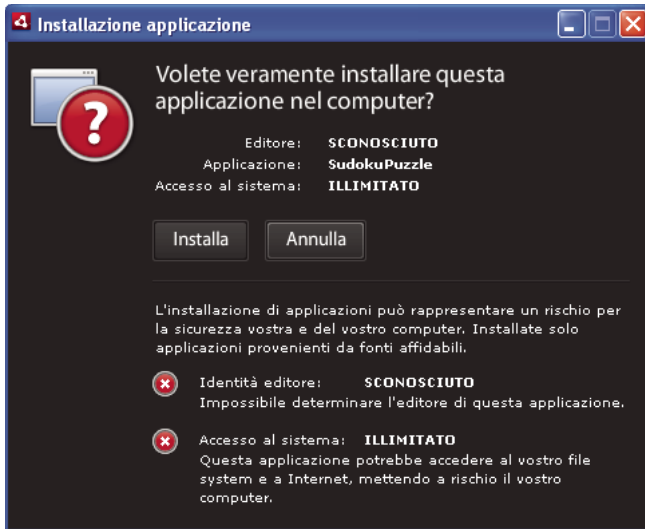 Installazione applicazione
Volete veramente installare questa
applicazione nel computer?
Editore: SCONOSCIUTO
Applicazione: SudokuPuzzle
Accesso al sistema: ILLIMITATO
Installa Annulla
L'installazione di applicazioni può rappresentare un rischio per
la sicurezza vostra e del vostro computer. Installate solo
applicazioni provenienti da fonti affidabili.
Identità editore: SCONOSCIUTO
Impossibile determinare l'editore di questa applicazione.
Accesso al sistema: ILLIMITATO
Questa applicazione potrebbe accedere al vostro file
system e a Internet, mettendo a rischio il vostro
computer.